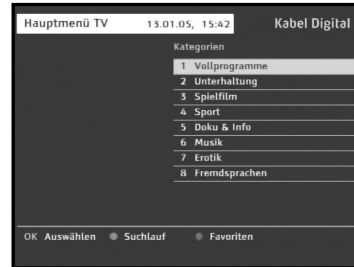 Hauptmenü TV 13.01.05, 15:42 Kabel Digital
Kategorien
1 Vollprogramme
2 Unterhaltung
3 Spielfilm
4 Sport
5 Doku & Info
6 Musik
7 Erotik
8 Fremdsprachen
OK Auswählen Suchlauf Favoriten